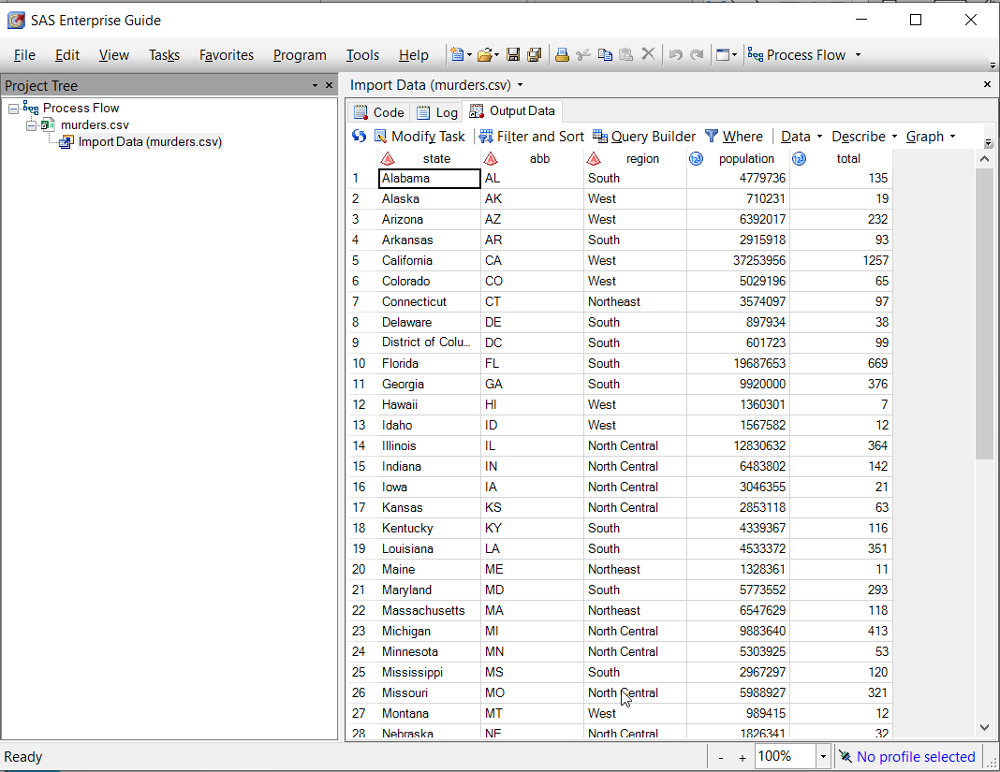 SAS Enterprise Guide
File Edit View Tasks Favorites Program Tools Help Process Flow
Project Tree
Process Flow
murders.csv
Import Data (murders.csv)
Import Data (murders.csv)
Code Log Output Data
Modify Task Filter and Sort Query Builder Where Data Describe Graph
state abb region population total
1 Alabama AL South 4779736 135
2 Alaska AK West 710231 19
3 Arizona AZ West 6392017 232
4 Arkansas AR South 2915918 93
5 California CA West 37253956 1257
6 Colorado CO West 5029196 65
7 Connecticut CT Northeast 3574097 97
8 Delaware DE South 897934 38
9 District of Colu... DC South 601723 99
10 Florida FL South 19687653 669
11 Georgia GA South 9920000 376
12 Hawaii HI West 1360301 7
13 Idaho ID West 1567582 12
14 Illinois IL North Central 12830632 364
15 Indiana IN North Central 6483802 142
16 Iowa IA North Central 3046355 21
17 Kansas KS North Central 2853118 63
18 Kentucky KY South 4339367 116
19 Louisiana LA South 4533372 351
20 Maine ME Northeast 1328361 11
21 Maryland MD South 5773552 293
22 Massachusetts MA Northeast 6547629 118
23 Michigan MI North Central 9883640 413
24 Minnesota MN North Central 5303925 53
25 Mississippi MS South 2967297 120
26 Missouri MO North Central 5988927 321
27 Montana MT West 989415 12
28 Nebraska NE North Central 1826341 32
Ready - + 100% No profile selected